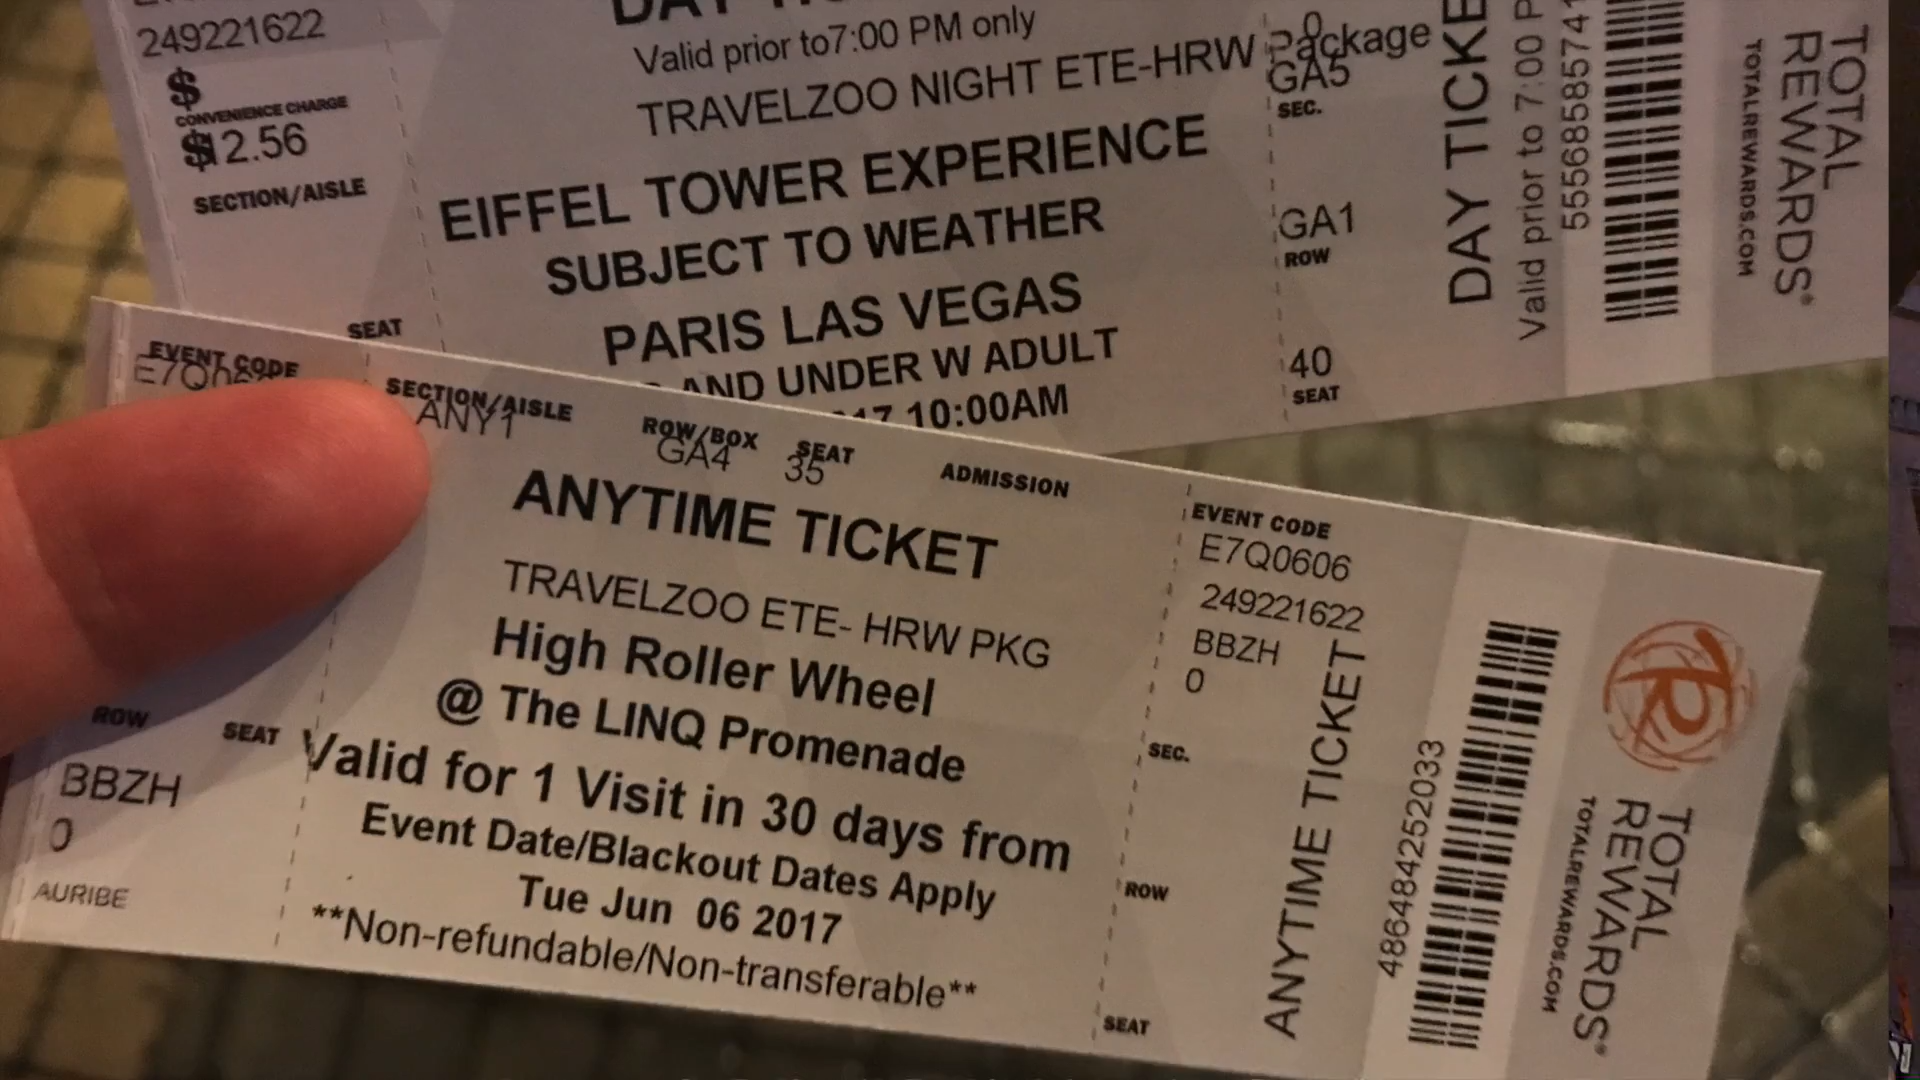 249221622
$
CONVENIENCE CHARGE
$12.56
SECTION/AISLE
SEAT
Valid prior to7:00 PM only
TRAVELZOO NIGHT ETE-HRW Package
EIFFEL TOWER EXPERIENCE
SUBJECT TO WEATHER
PARIS LAS VEGAS
AND UNDER W ADULT
17 10:00AM
0
GA5
SEC.
GA1
ROW
40
SEAT
DAY TICKE
Valid prior to 7:00 P
TOTAL
REWARDS®
TOTALREWARDS.COM
EVENT CODE
SECTION/AISLE
ANY1
ROW/BOX
GA4
SEAT
35
ADMISSION
ANYTIME TICKET
TRAVELZOO ETE- HRW PKG
High Roller Wheel
@ The LINQ Promenade
Valid for 1 Visit in 30 days from
Event Date/Blackout Dates Apply
Tue Jun 06 2017
**Non-refundable/Non-transferable**
ROW
SEAT
BBZH
0
AURIBE
EVENT CODE
E7Q0606
249221622
BBZH
0
SEC.
ROW
SEAT
ANYTIME TICKET
486484252033
R
TOTAL
REWARDS®
TOTALREWARDS.COM